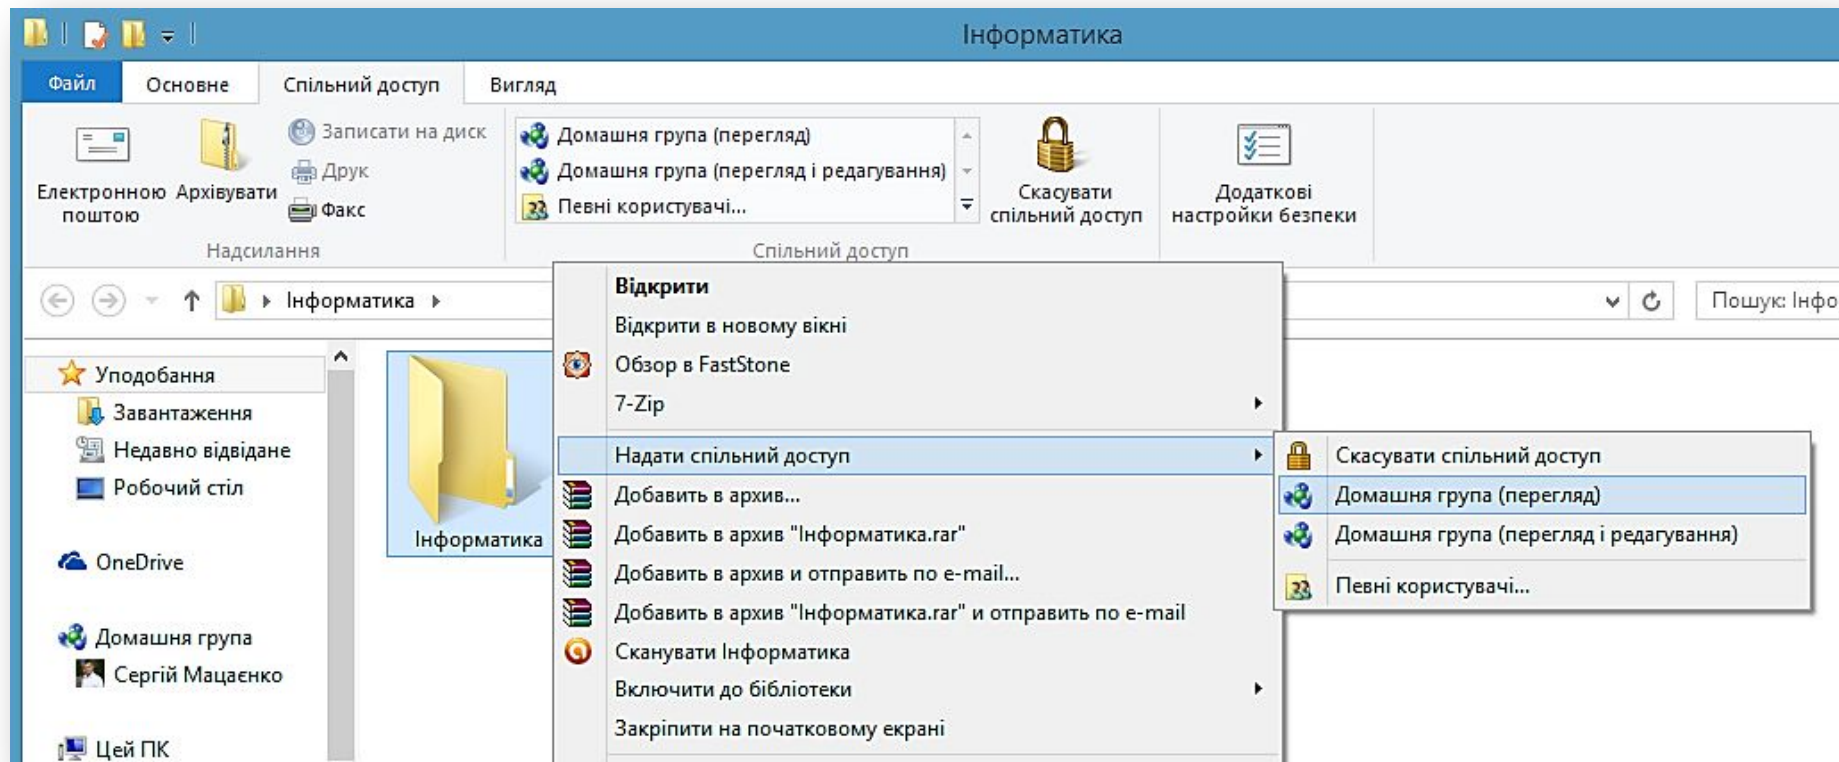 Інформатика
Файл Основне Спільний доступ Вигляд
Електронною поштою
Архівувати
Записати на диск
Друк
Факс
Надсилання
Домашня група (перегляд)
Домашня група (перегляд і редагування)
Певні користувачі...
Скасувати
спільний доступ
Спільний доступ
Додаткові
настройки безпеки
Інформатика
Пошук: Інфо
Уподобання
Завантаження
Недавно відвідане
Робочий стіл
OneDrive
Домашня група
Сергій Мацаєнко
Цей ПК
Інформатика
Відкрити
Відкрити в новому вікні
Обзор в FastStone
7-Zip
Надати спільний доступ
Добавить в архив...
Добавить в архив "Інформатика.rar"
Добавить в архив и отправить по e-mail...
Добавить в архив "Інформатика.rar" и отправить по e-mail
Сканувати Інформатика
Включити до бібліотеки
Закріпити на початковому екрані
Скасувати спільний доступ
Домашня група (перегляд)
Домашня група (перегляд і редагування)
Певні користувачі...